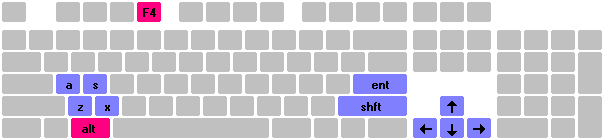 F4
a s ent
z x shft ↑
alt ← ↓ →